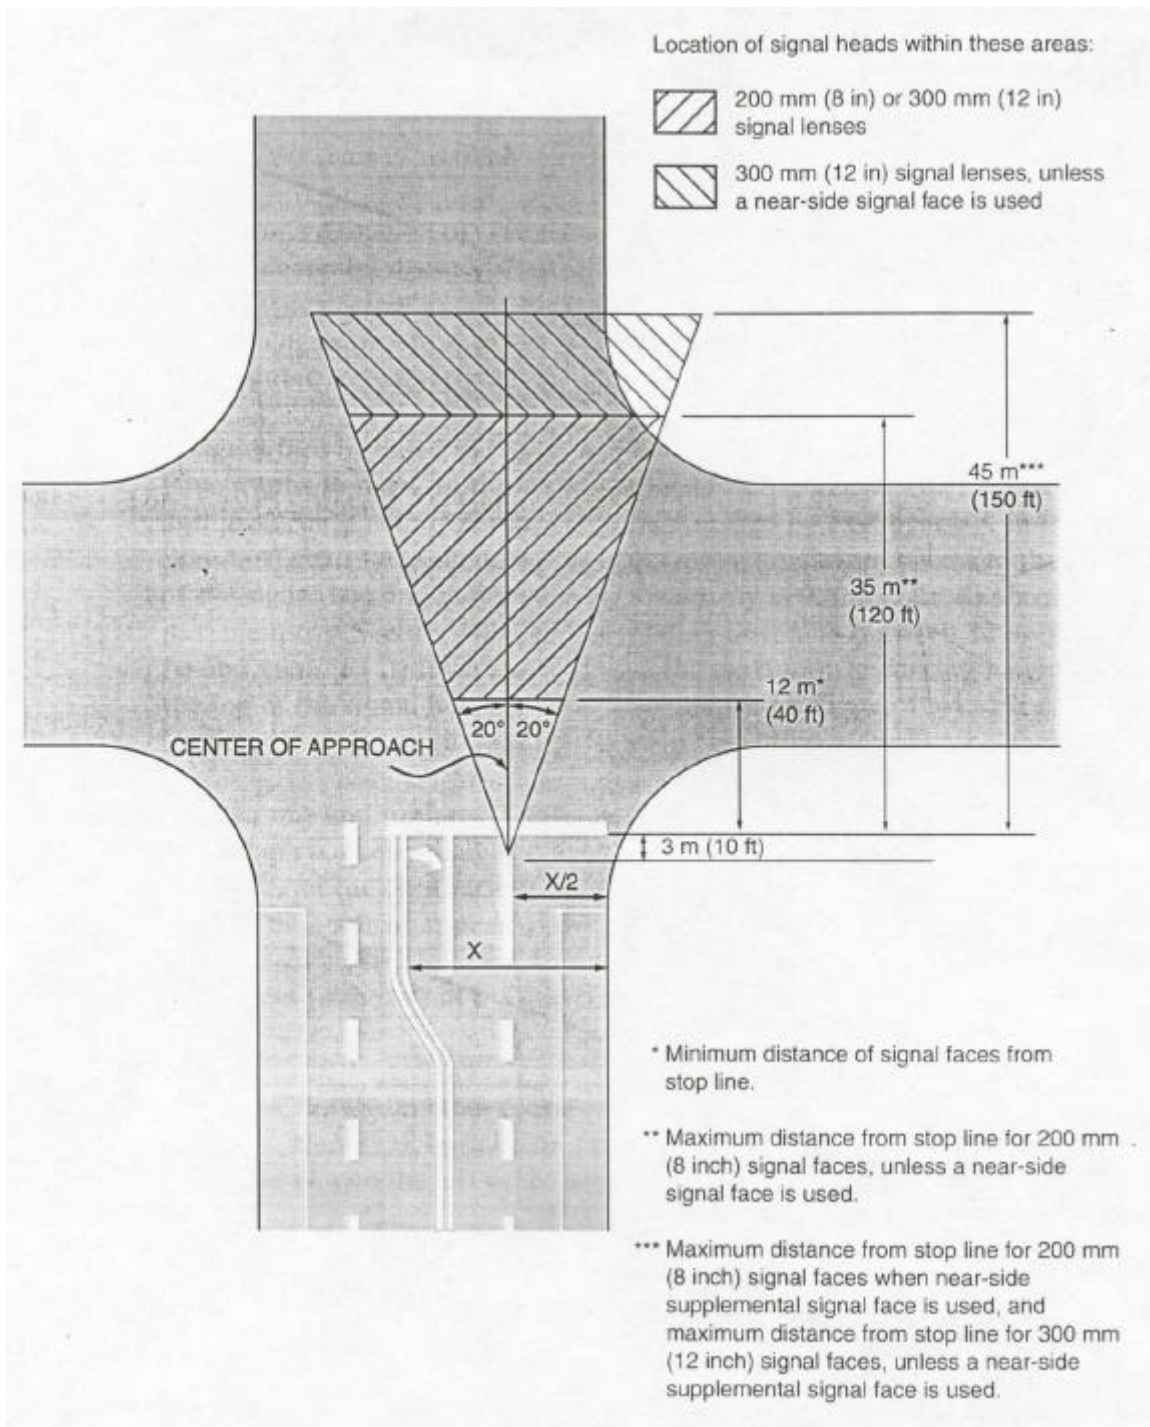 Location of signal heads within these areas:
200 mm (8 in) or 300 mm (12 in)
signal lenses
300 mm (12 in) signal lenses, unless
a near-side signal face is used
45 m***
(150 ft)
35 m**
(120 ft)
12 m*
(40 ft)
20° 20°
CENTER OF APPROACH
3 m (10 ft)
X/2
X
* Minimum distance of signal faces from
stop line.
** Maximum distance from stop line for 200 mm
(8 inch) signal faces, unless a near-side
signal face is used.
*** Maximum distance from stop line for 200 mm
(8 inch) signal faces when near-side
supplemental signal face is used, and
maximum distance from stop line for 300 mm
(12 inch) signal faces, unless a near-side
supplemental signal face is used.